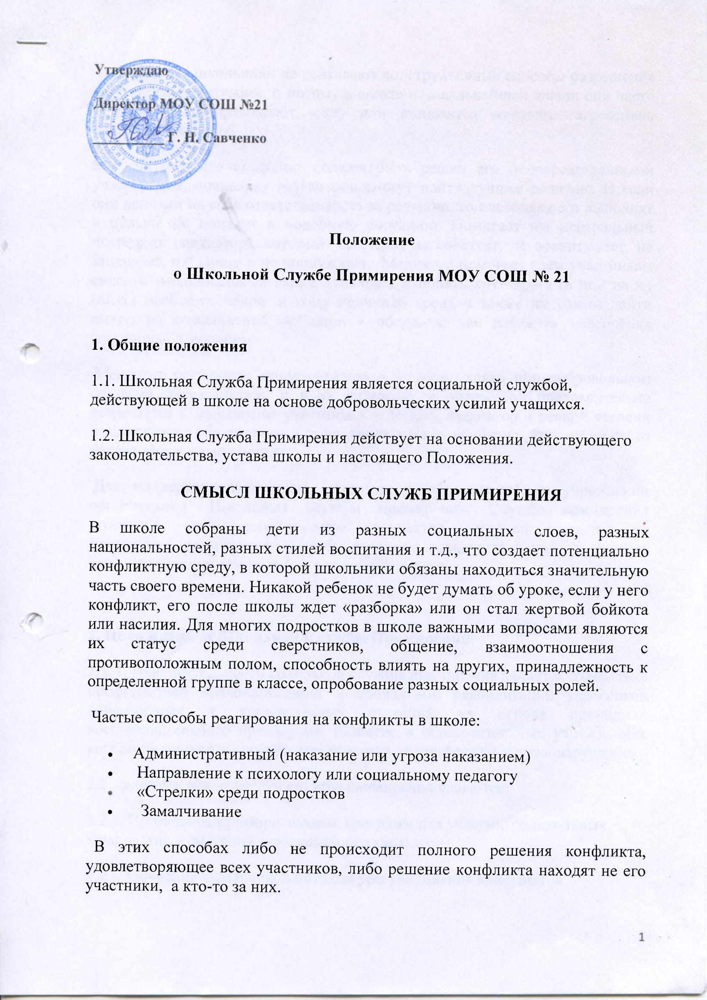 Утверждаю
Директор МОУ СОШ №21
Г. Н. Савченко
Положение
о Школьной Службе Примирения МОУ СОШ № 21
1. Общие положения
1.1. Школьная Служба Примирения является социальной службой,
действующей в школе на основе добровольческих усилий учащихся.
1.2. Школьная Служба Примирения действует на основании действующего
законодательства, устава школы и настоящего Положения.
СМЫСЛ ШКОЛЬНЫХ СЛУЖБ ПРИМИРЕНИЯ
В школе собраны дети из разных социальных слоев, разных
национальностей, разных стилей воспитания и т.д., что создает потенциально
конфликтную среду, в которой школьники обязаны находиться значительную
часть своего времени. Никакой ребенок не будет думать об уроке, если у него
конфликт, его после школы ждет «разборка» или он стал жертвой бойкота
или насилия. Для многих подростков в школе важными вопросами являются
их статус среди сверстников, общение, взаимоотношения с
противоположным полом, способность влиять на других, принадлежность к
определенной группе в классе, опробование разных социальных ролей.
Частые способы реагирования на конфликты в школе:
• Административный (наказание или угроза наказанием)
• Направление к психологу или социальному педагогу
• «Стрелки» среди подростков
• Замалчивание
В этих способах либо не происходит полного решения конфликта,
удовлетворяющее всех участников, либо решение конфликта находят не его
участники, а кто-то за них.
1